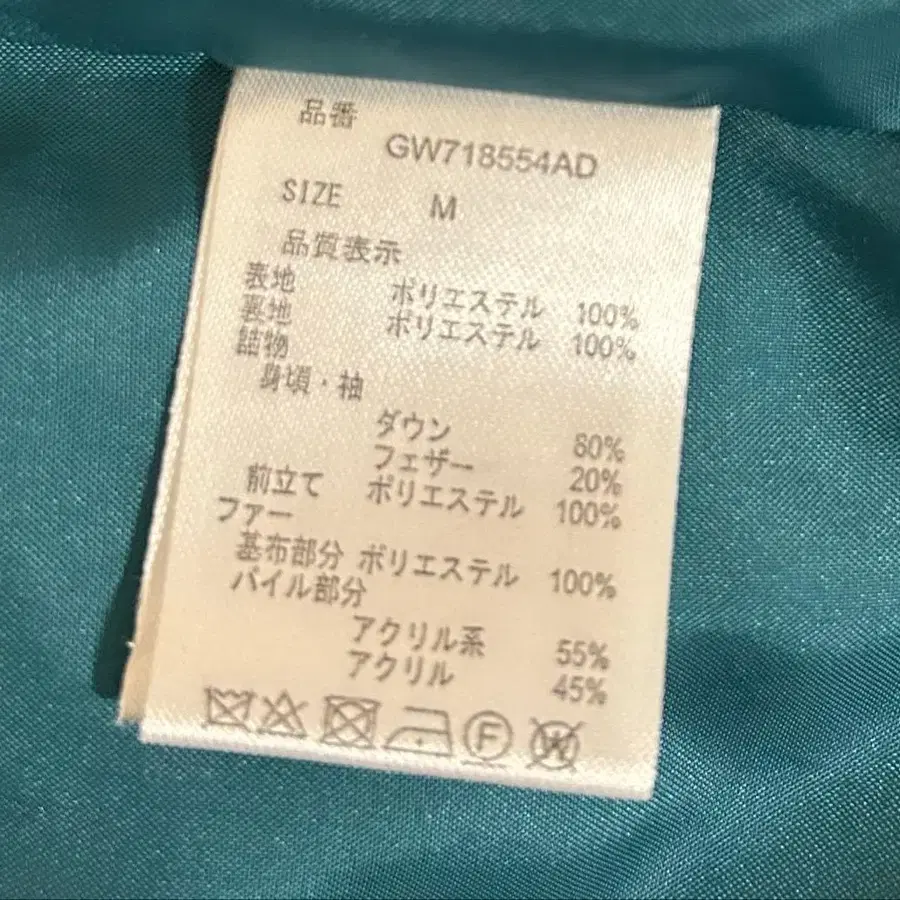 品番
GW718554AD
SIZE M
品質表示
表地 ポリエステル 100%
裏地 ポリエステル 100%
詰物
身頃・袖
ダウン 80%
フェザー 20%
前立て ポリエステル 100%
ファー
基布部分 ポリエステル 100%
パイル部分
アクリル系 55%
アクリル 45%
F W